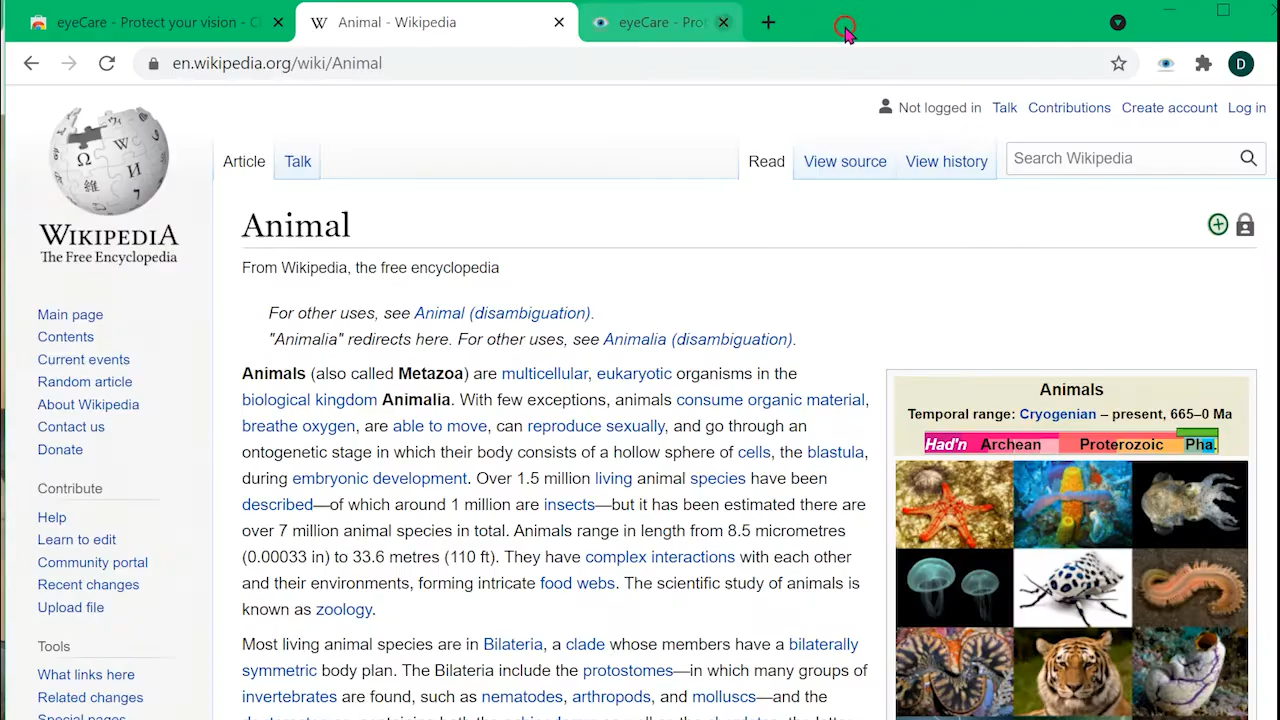 eyeCare - Protect your vision - C
Animal - Wikipedia
eyeCare - Pro
en.wikipedia.org/wiki/Animal
D
Not logged in Talk Contributions Create account Log in
Article Talk Read View source View history Search Wikipedia
WIKIPEDIA
The Free Encyclopedia
Main page
Contents
Current events
Random article
About Wikipedia
Contact us
Donate
Contribute
Help
Learn to edit
Community portal
Recent changes
Upload file
Tools
What links here
Related changes
Special pages
Animal
From Wikipedia, the free encyclopedia
For other uses, see Animal (disambiguation).
"Animalia" redirects here. For other uses, see Animalia (disambiguation).
Animals (also called Metazoa) are multicellular, eukaryotic organisms in the
biological kingdom Animalia. With few exceptions, animals consume organic material,
breathe oxygen, are able to move, can reproduce sexually, and go through an
ontogenetic stage in which their body consists of a hollow sphere of cells, the blastula,
during embryonic development. Over 1.5 million living animal species have been
described—of which around 1 million are insects—but it has been estimated there are
over 7 million animal species in total. Animals range in length from 8.5 micrometres
(0.00033 in) to 33.6 metres (110 ft). They have complex interactions with each other
and their environments, forming intricate food webs. The scientific study of animals is
known as zoology.
Most living animal species are in Bilateria, a clade whose members have a bilaterally
symmetric body plan. The Bilateria include the protostomes—in which many groups of
invertebrates are found, such as nematodes, arthropods, and molluscs—and the
Animals
Temporal range: Cryogenian – present, 665–0 Ma
Had'n Archean Proterozoic Pha.